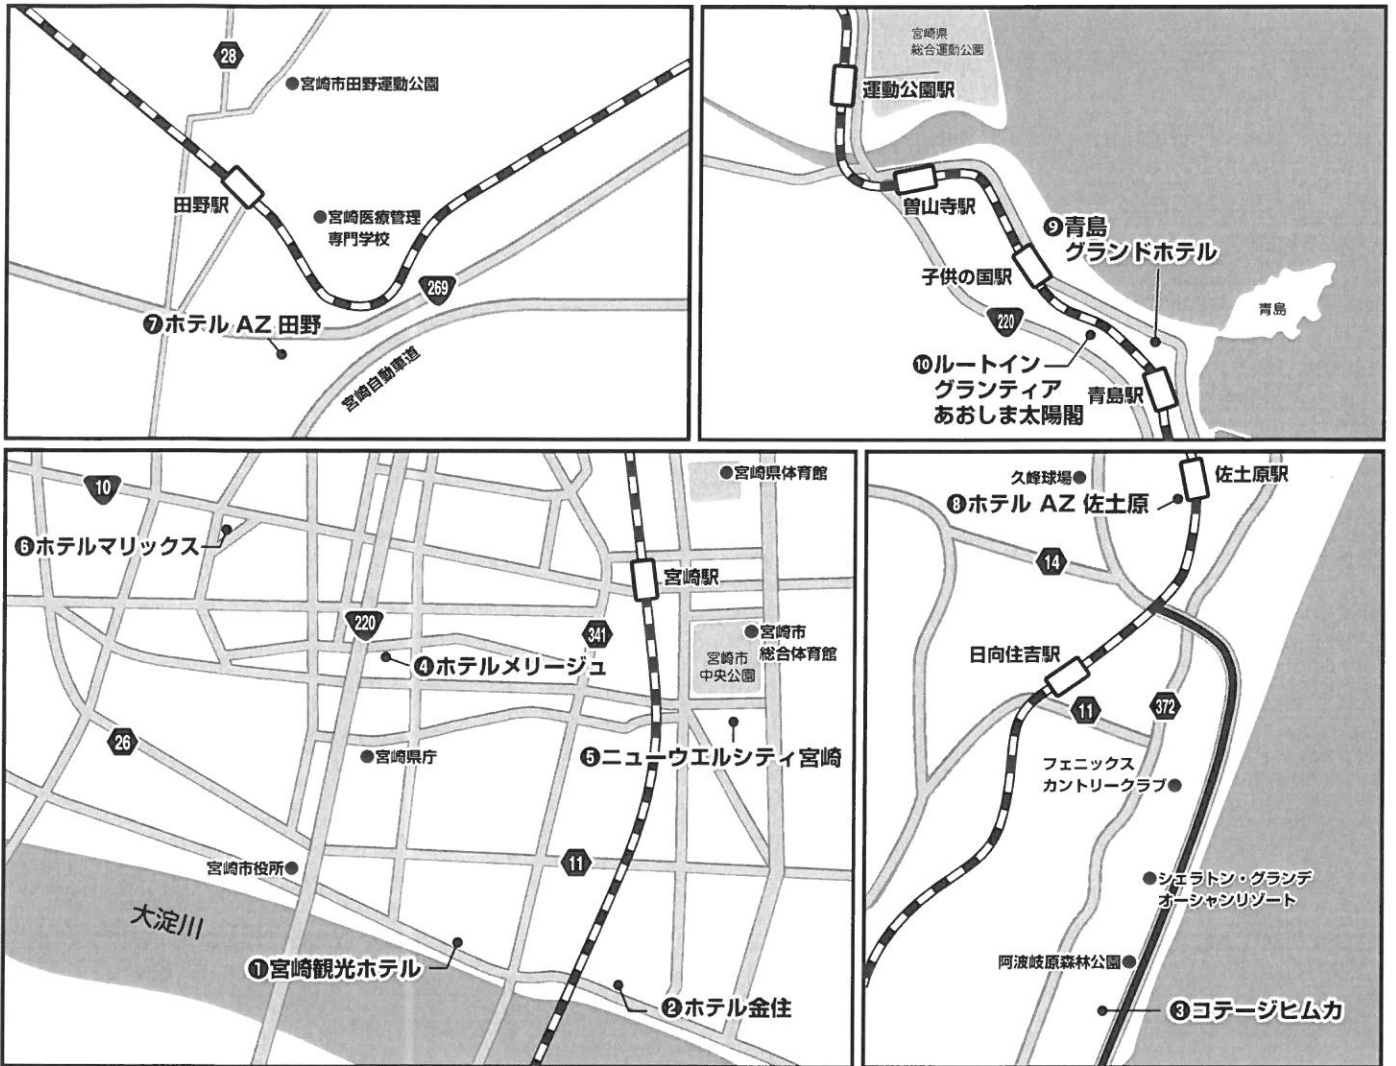 28
宮崎市田野運動公園
田野駅
宮崎医療管理
専門学校
269
❼ホテル AZ 田野
宮崎自動車道
宮崎県
総合運動公園
運動公園駅
曽山寺駅
❾青島
グランドホテル
子供の国駅
青島
220
❿ルートイン
グランティア
あおしま太陽閣
青島駅
10
宮崎県体育館
❻ホテルマリックス
宮崎駅
220
341
宮崎市
総合体育館
宮崎市
中央公園
❹ホテルメリージュ
26
宮崎県庁
❺ニューウエルシティ宮崎
宮崎市役所
11
大淀川
❶宮崎観光ホテル
❷ホテル金住
久峰球場
佐土原駅
❽ホテル AZ 佐土原
14
日向住吉駅
11
372
フェニックス
カントリークラブ
シェラトン・グランデ
オーシャンリゾート
阿波岐原森林公園
❸コテージヒムカ